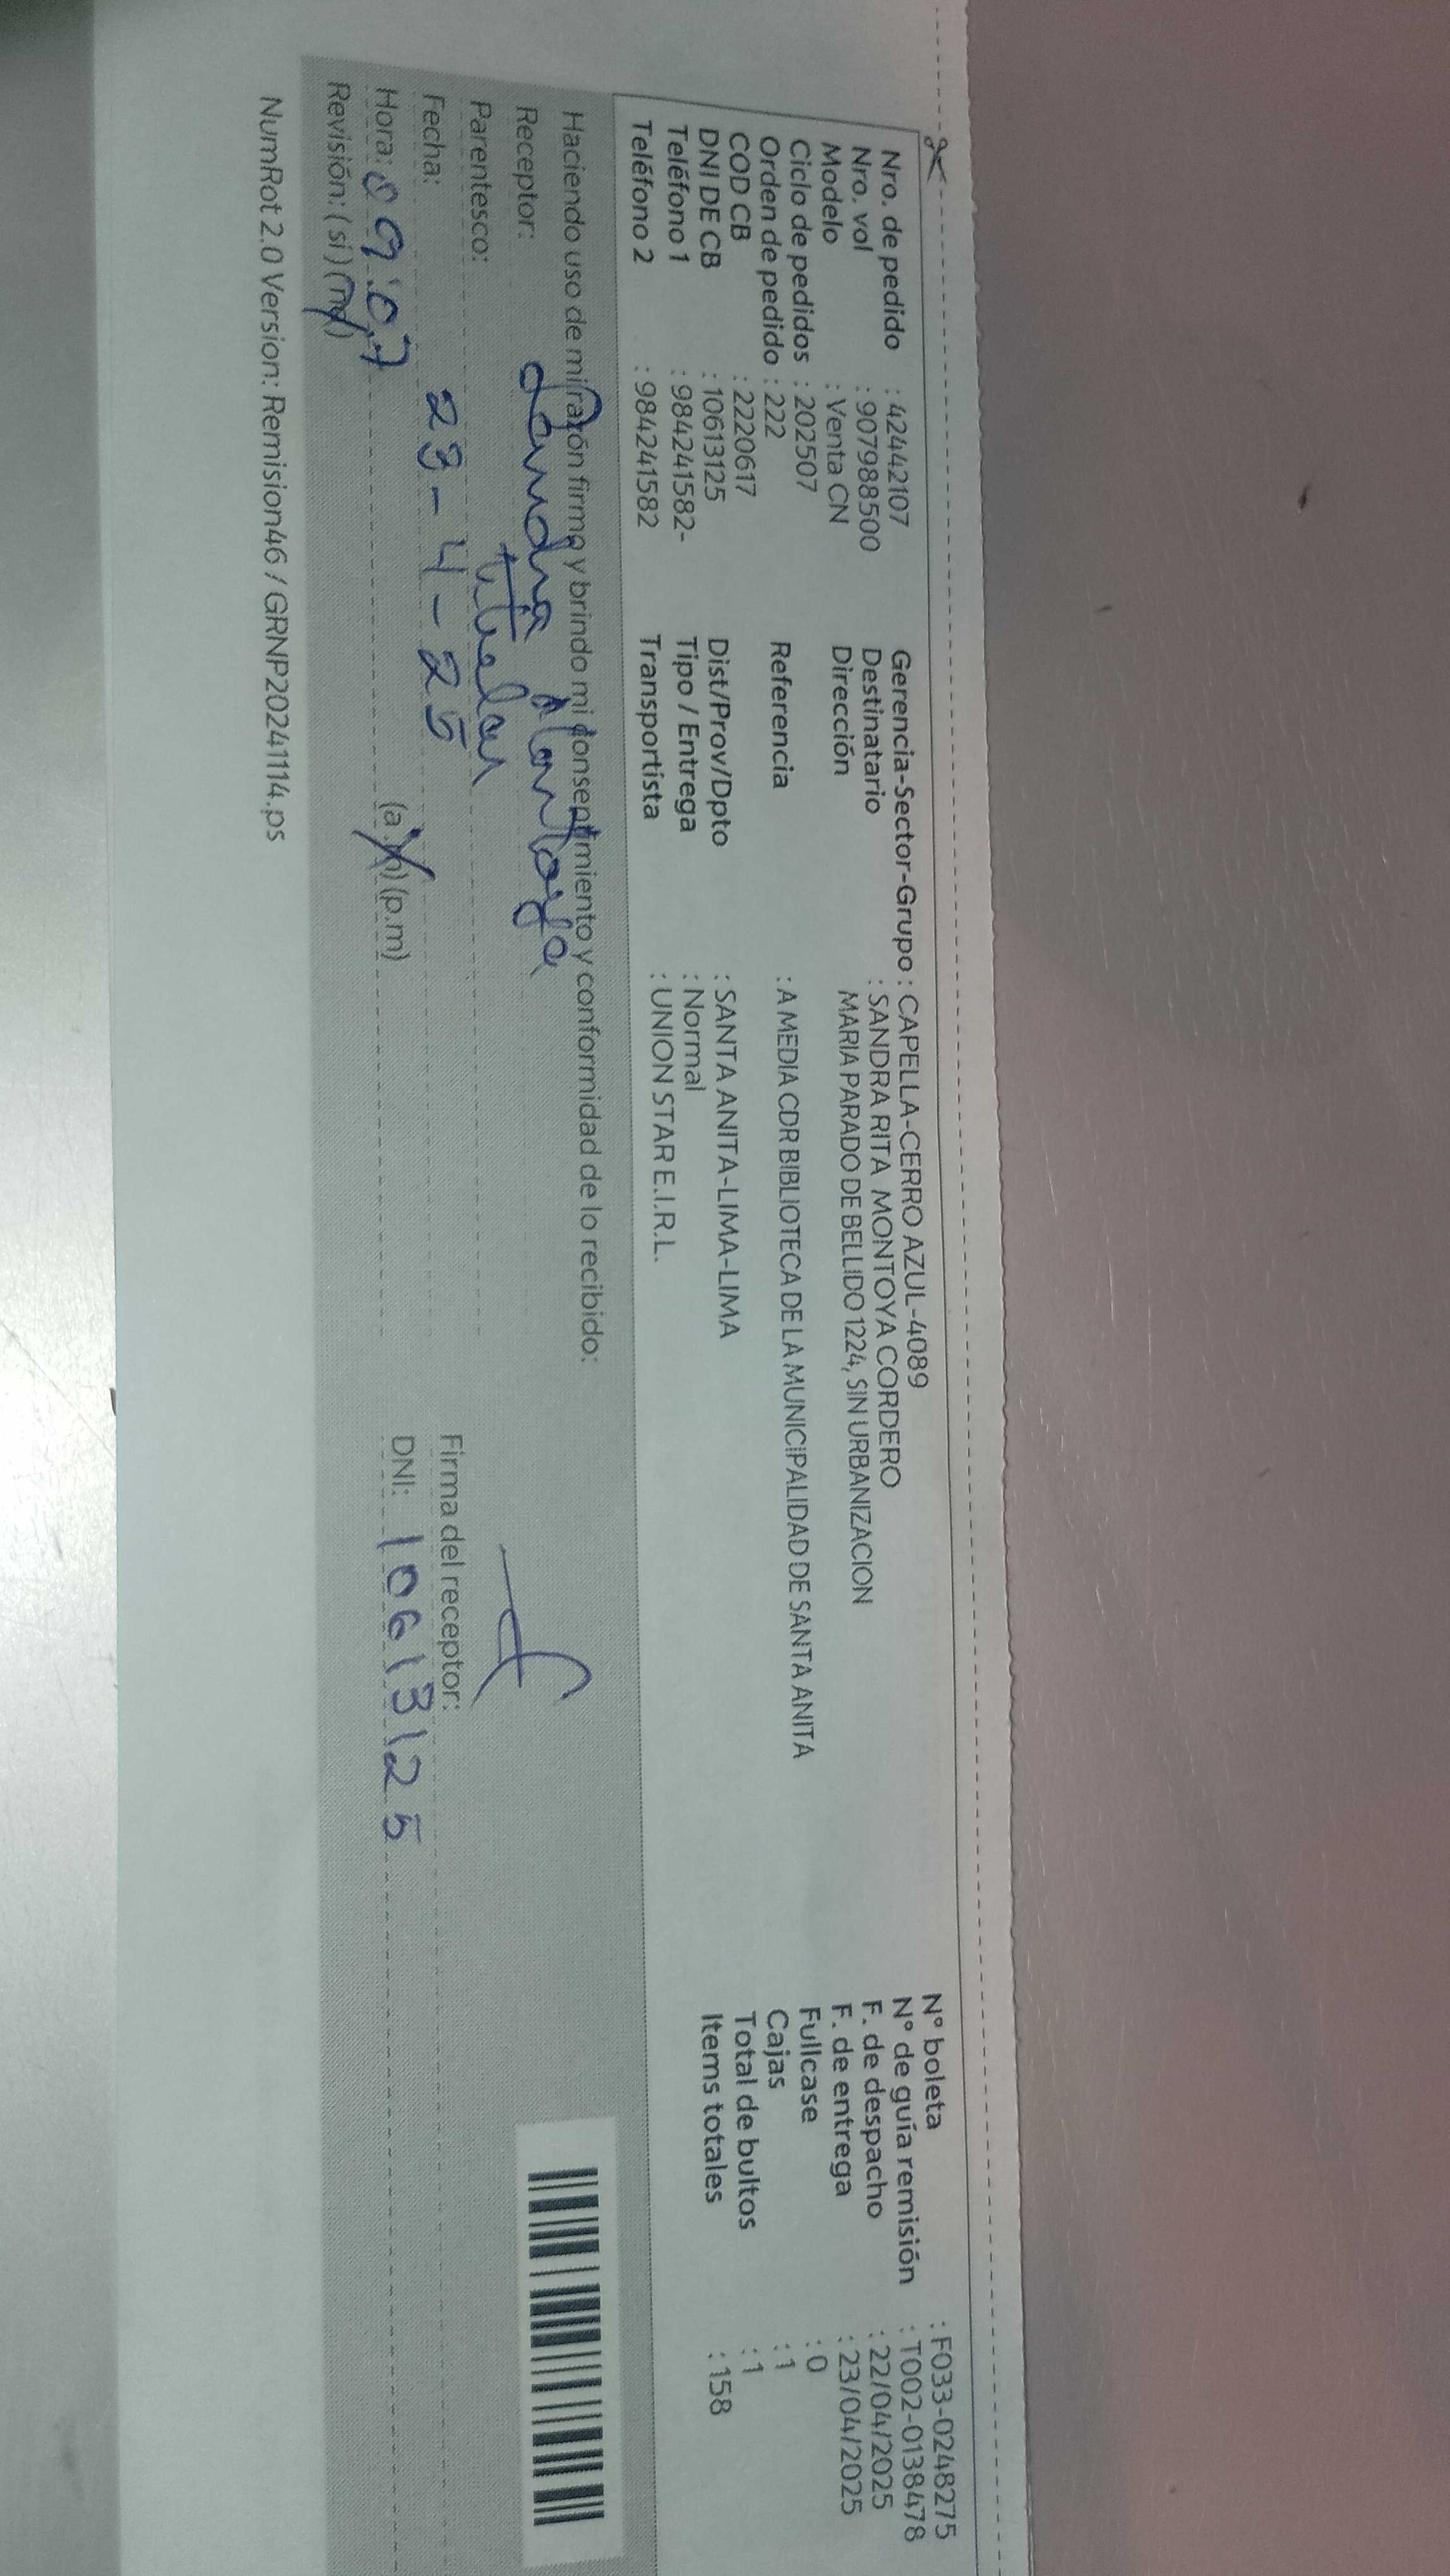 Nro. de pedido : 42442107
Nro. vol : 907988500
Modelo : Venta CN
Ciclo de pedidos : 202507
Orden de pedido : 222
COD CB : 2220617
DNI DE CB : 10613125
Teléfono 1 : 984241582-
Teléfono 2 : 984241582
Gerencia-Sector-Grupo : CAPELLA-CERRO AZUL-4089
Destinatario : SANDRA RITA MONTOYA CORDERO
Dirección MARIA PARADO DE BELLIDO 1224, SIN URBANIZACION
Referencia : A MEDIA CDR BIBLIOTECA DE LA MUNICIPALIDAD DE SANTA ANITA
Dist/Prov/Dpto : SANTA ANITA-LIMA-LIMA
Tipo / Entrega : Normal
Transportista : UNION STAR E.I.R.L.
N° boleta : F033-0248275
N° de guía remisión : T002-0138478
F. de despacho : 22/04/2025
F. de entrega : 23/04/2025
Fullcase : 0
Cajas : 1
Total de bultos : 1
Items totales : 158
Haciendo uso de mi razón firmo y brindo mi consentimiento y conformidad de lo recibido:
Receptor: Sandra Montoya
Parentesco: titular
Fecha: 23-4-25
Hora: 09:07 (a.m) (p.m)
Revisión: ( si ) (no)
Firma del receptor:
DNI: 10613125
NumRot 2.0 Version: Remision46 / GRNP20241114.ps